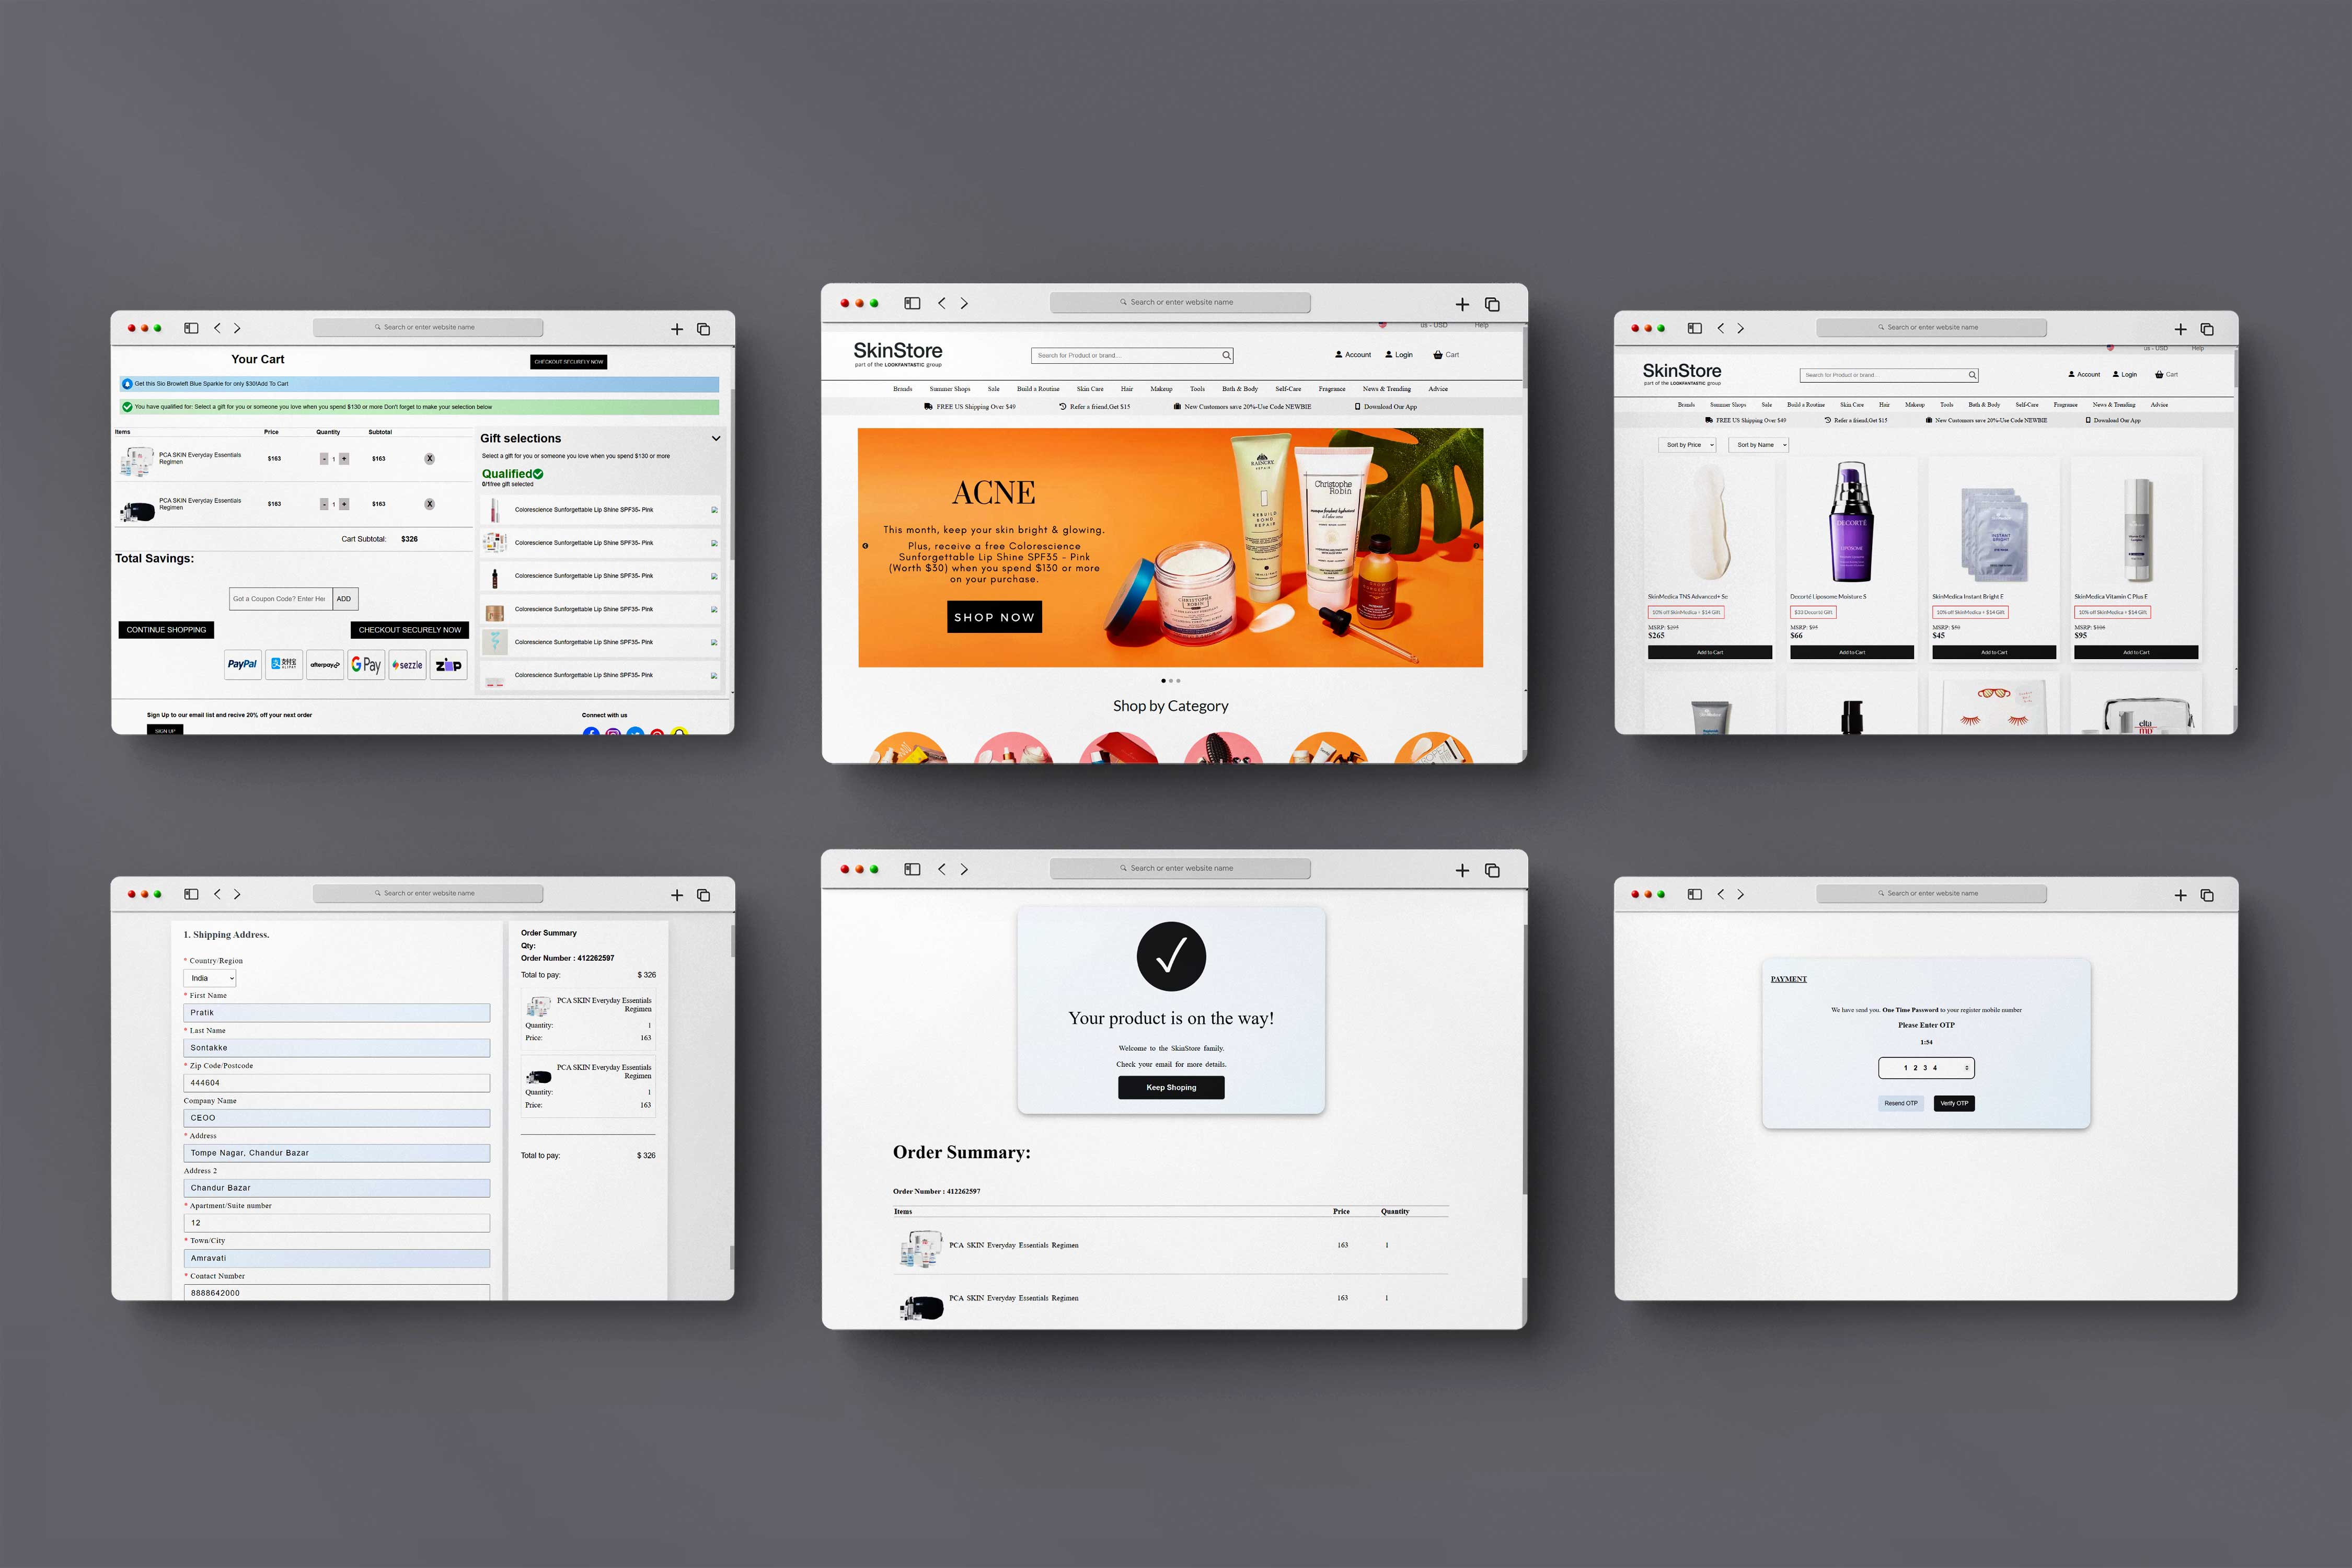 Search or enter website name
Your Cart
CHECKOUT SECURELY NOW
Get this Sio Browlieft Blue Sparkle for only $30!Add To Cart
You have qualified for: Select a gift for you or someone you love when you spend $130 or more Don't forget to make your selection below
Items Price Quantity Subtotal
PCA SKIN Everyday Essentials
Regimen
$163 - 1 + $163 X
PCA SKIN Everyday Essentials
Regimen
$163 - 1 + $163 X
Cart Subtotal: $326
Total Savings:
Got a Coupon Code? Enter Her ADD
CONTINUE SHOPPING CHECKOUT SECURELY NOW
PayPal afterpay G Pay sezzle zip
Gift selections
Select a gift for you or someone you love when you spend $130 or more
Qualified
0/1free gift selected
Colorescience Sunforgettable Lip Shine SPF35- Pink
Colorescience Sunforgettable Lip Shine SPF35- Pink
Colorescience Sunforgettable Lip Shine SPF35- Pink
Colorescience Sunforgettable Lip Shine SPF35- Pink
Colorescience Sunforgettable Lip Shine SPF35- Pink
Colorescience Sunforgettable Lip Shine SPF35- Pink
Sign Up to our email list and recive 20% off your next order
SIGN UP
Connect with us
Search or enter website name
us - USD Help
SkinStore
part of the LOOKFANTASTIC group
Search for Product or brand....
Account Login Cart
Brands Summer Shops Sale Build a Routine Skin Care Hair Makeup Tools Bath & Body Self-Care Fragrance News & Trending Advice
FREE US Shipping Over $49 Refer a friend,Get $15 New Customers save 20%-Use Code NEWBIE Download Our App
ACNE
This month, keep your skin bright & glowing.
Plus, receive a free Colorescience
Sunforgettable Lip Shine SPF35 - Pink
(Worth $30) when you spend $130 or more
on your purchase.
SHOP NOW
REBUILD
BOND
REPAIR
Christophe
Robin
CHRISTOPHE
ROBIN
Shop by Category
Search or enter website name
us - USD Help
SkinStore
part of the LOOKFANTASTIC group
Search for Product or brand.
Account Login Cart
Brands Summer Shops Sale Build a Routine Skin Care Hair Makeup Tools Bath & Body Self-Care Fragrance News & Trending Advice
FREE US Shipping Over $49 Refer a friend,Get $15 New Customers save 20%-Use Code NEWBIE Download Our App
Sort by Price Sort by Name
DECORTÉ
LIPOSOME
INSTANT
BRIGHT
SkinMedica TNS Advanced+ Se
10% off SkinMedica + $14 Gift
MSRP: $295
$265
Add to Cart
Decorté Liposome Moisture S
$33 Decorté Gift
MSRP: $95
$66
Add to Cart
SkinMedica Instant Bright E
10% off SkinMedica + $14 Gift
MSRP: $50
$45
Add to Cart
SkinMedica Vitamin C Plus E
10% off SkinMedica + $14 Gift
MSRP: $106
$95
Add to Cart
elta
md
Search or enter website name
1. Shipping Address.
* Country/Region
India
* First Name
Pratik
* Last Name
Sontakke
* Zip Code/Postcode
444604
Company Name
CEOO
* Address
Tompe Nagar, Chandur Bazar
Address 2
Chandur Bazar
* Apartment/Suite number
12
* Town/City
Amravati
* Contact Number
8888642000
Order Summary
Qty:
Order Number : 412262597
Total to pay: $ 326
PCA SKIN Everyday Essentials
Regimen
Quantity: 1
Price: 163
PCA SKIN Everyday Essentials
Regimen
Quantity: 1
Price: 163
Total to pay: $ 326
Search or enter website name
Your product is on the way!
Welcome to the SkinStore family.
Check your email for more details.
Keep Shoping
Order Summary:
Order Number : 412262597
Items Price Quantity
PCA SKIN Everyday Essentials Regimen 163 1
PCA SKIN Everyday Essentials Regimen 163 1
Search or enter website name
PAYMENT
We have send you. One Time Password to your register mobile number
Please Enter OTP
1:54
1 2 3 4
Resend OTP Verify OTP